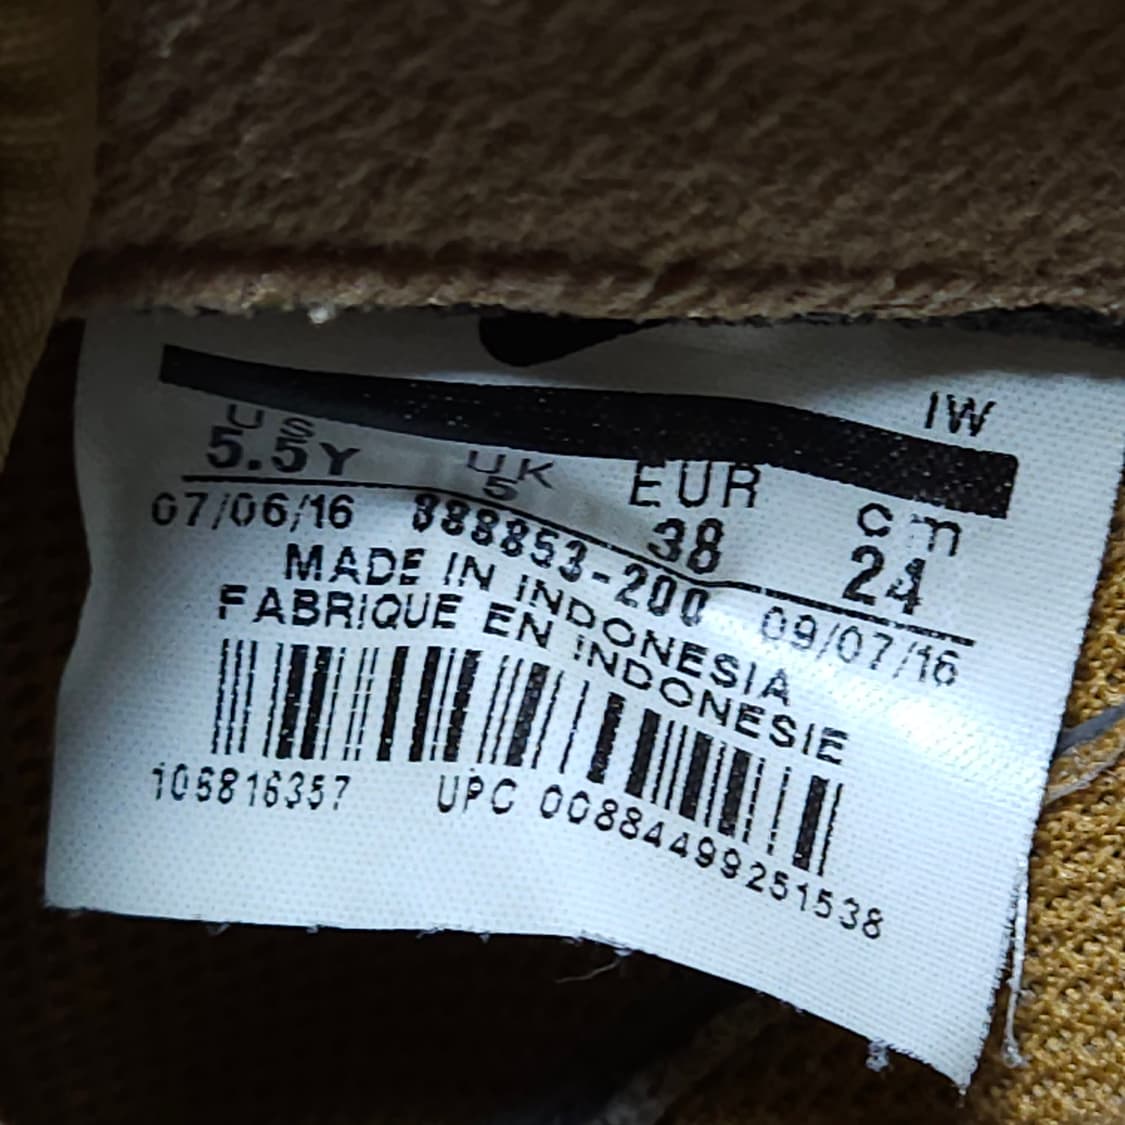 IW
US UK EUR cm
5.5Y 5 38 24
07/06/16 888853-200 09/07/16
MADE IN INDONESIA
FABRIQUE EN INDONESIE
106816357 UPC 00884499251538